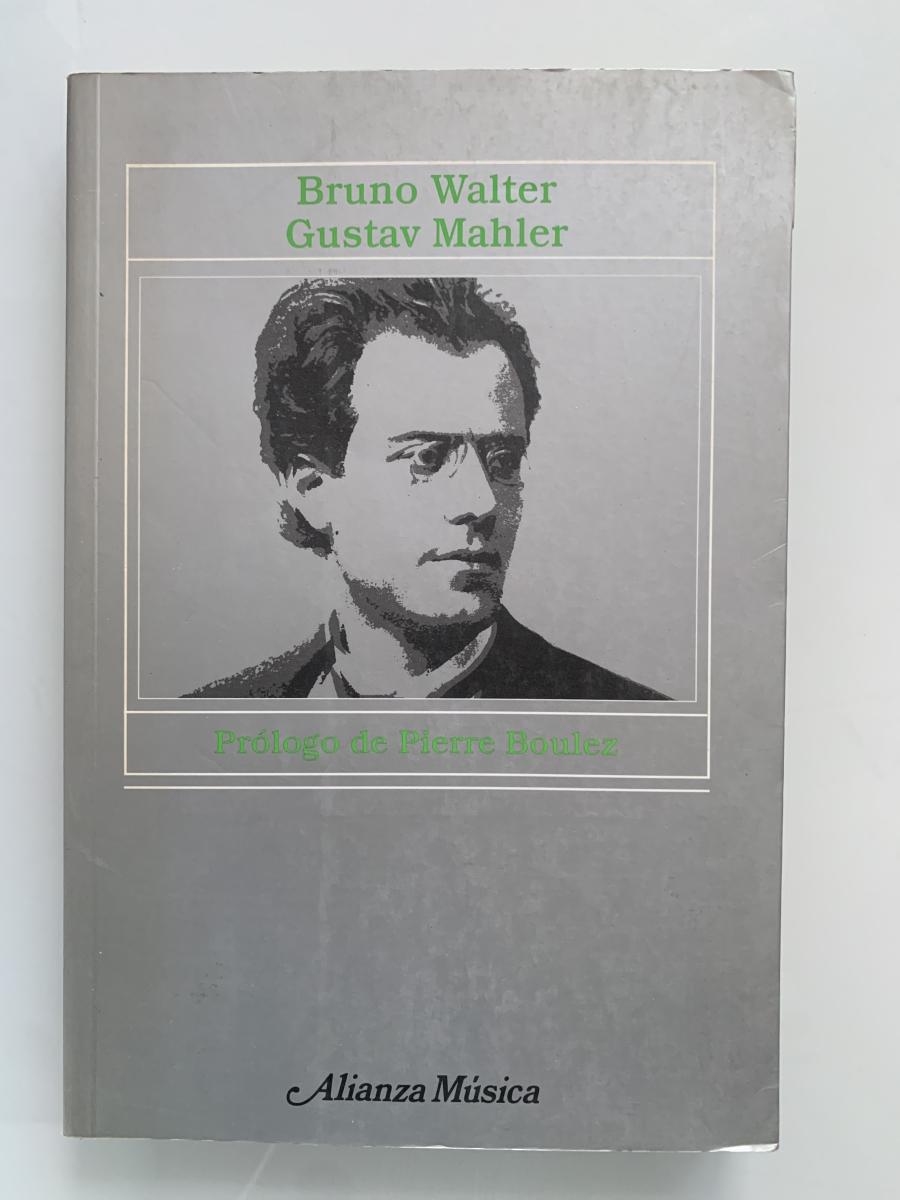 Bruno Walter
Gustav Mahler
Prólogo de Pierre Boulez
Alianza Música